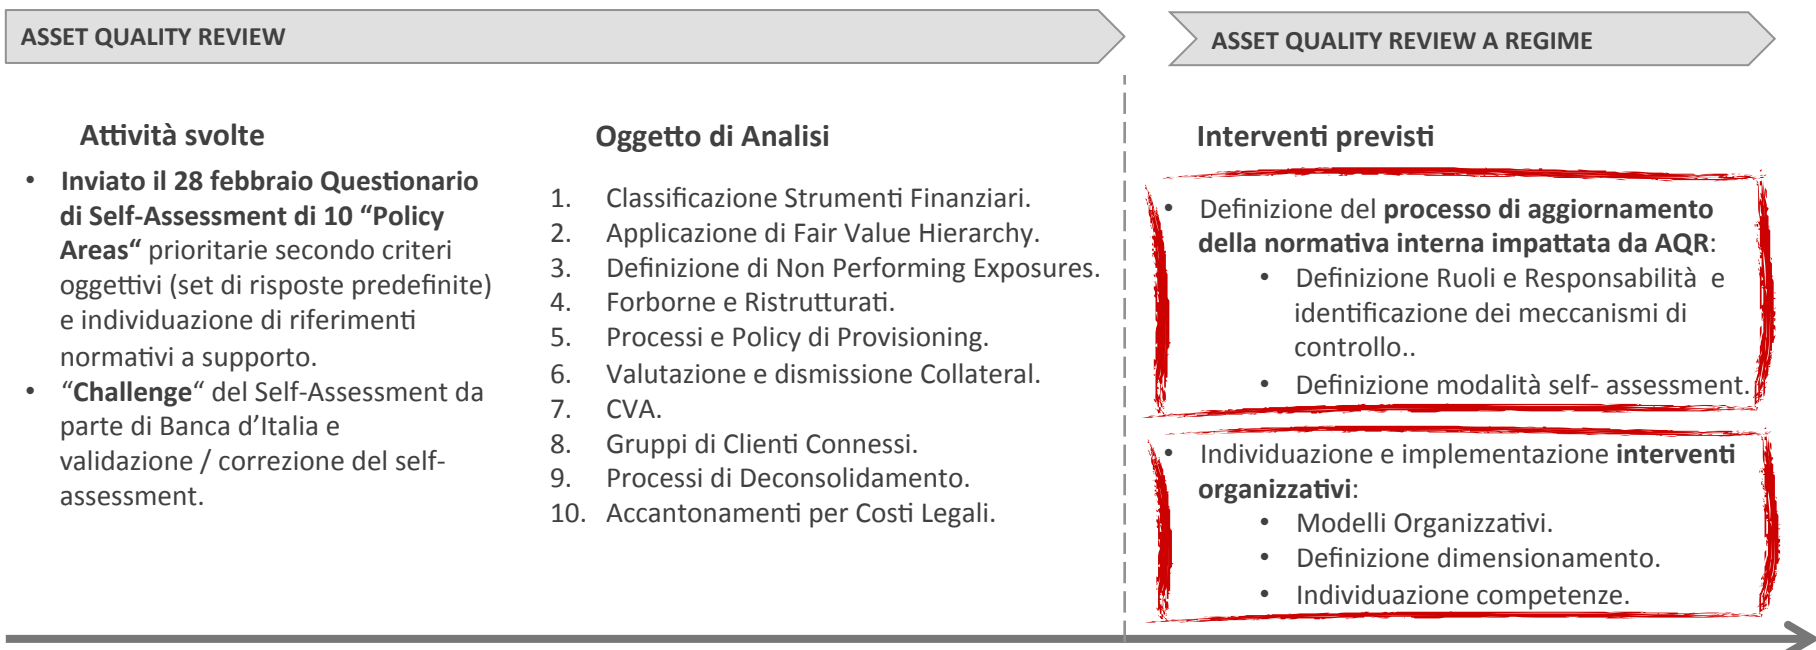 ASSET QUALITY REVIEW
ASSET QUALITY REVIEW A REGIME
Attività svolte
• Inviato il 28 febbraio Questionario
di Self-Assessment di 10 “Policy
Areas“ prioritarie secondo criteri
oggettivi (set di risposte predefinite)
e individuazione di riferimenti
normativi a supporto.
• “Challenge“ del Self-Assessment da
parte di Banca d’Italia e
validazione / correzione del self-
assessment.
Oggetto di Analisi
1. Classificazione Strumenti Finanziari.
2. Applicazione di Fair Value Hierarchy.
3. Definizione di Non Performing Exposures.
4. Forborne e Ristrutturati.
5. Processi e Policy di Provisioning.
6. Valutazione e dismissione Collateral.
7. CVA.
8. Gruppi di Clienti Connessi.
9. Processi di Deconsolidamento.
10. Accantonamenti per Costi Legali.
Interventi previsti
• Definizione del processo di aggiornamento
della normativa interna impattata da AQR:
• Definizione Ruoli e Responsabilità e
identificazione dei meccanismi di
controllo..
• Definizione modalità self- assessment.
• Individuazione e implementazione interventi
organizzativi:
• Modelli Organizzativi.
• Definizione dimensionamento.
• Individuazione competenze.